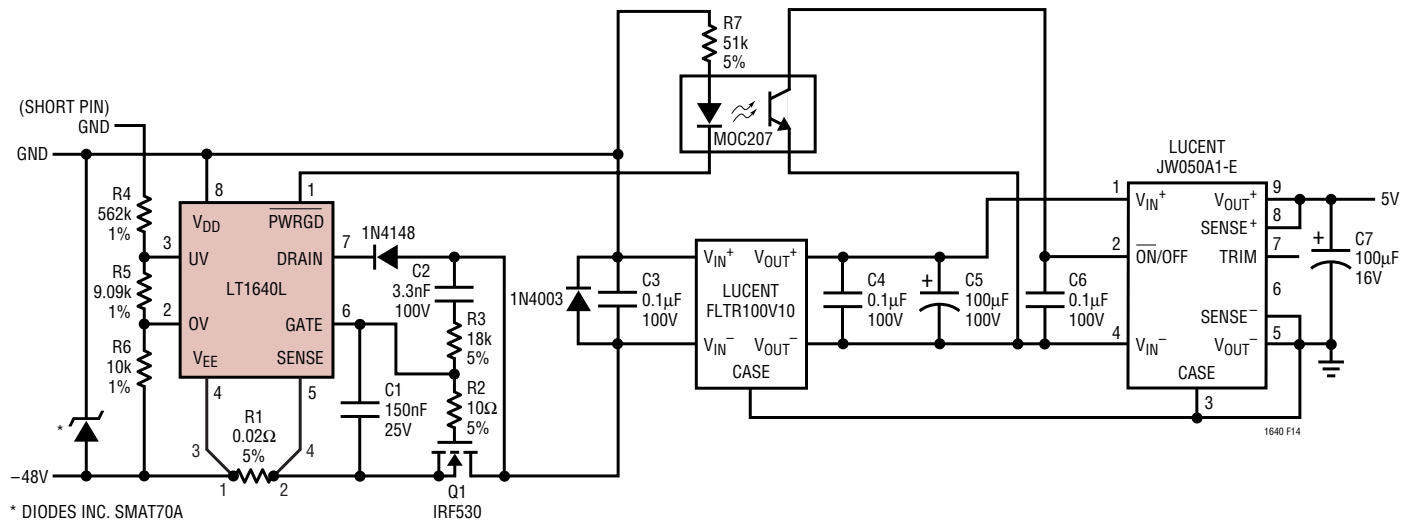 (SHORT PIN)
GND
GND
R4
562k
1%
R5
9.09k
1%
R6
10k
1%
*
-48V
* DIODES INC. SMAT70A
8
1
VDD
PWRGD
3
UV
DRAIN
7
LT1640L
2
OV
GATE
6
VEE
SENSE
4
5
R1
0.02Ω
5%
3
4
1
2
1N4148
C2
3.3nF
100V
R3
18k
5%
R2
10Ω
5%
C1
150nF
25V
Q1
IRF530
R7
51k
5%
MOC207
1N4003
C3
0.1µF
100V
VIN+
VOUT+
LUCENT
FLTR100V10
VIN-
VOUT-
CASE
C4
0.1µF
100V
+
C5
100µF
100V
C6
0.1µF
100V
LUCENT
JW050A1-E
1
VIN+
VOUT+
9
SENSE+
8
2
ON/OFF
TRIM
7
6
SENSE-
4
VIN-
VOUT-
5
CASE
3
5V
+
C7
100µF
16V
1640 F14